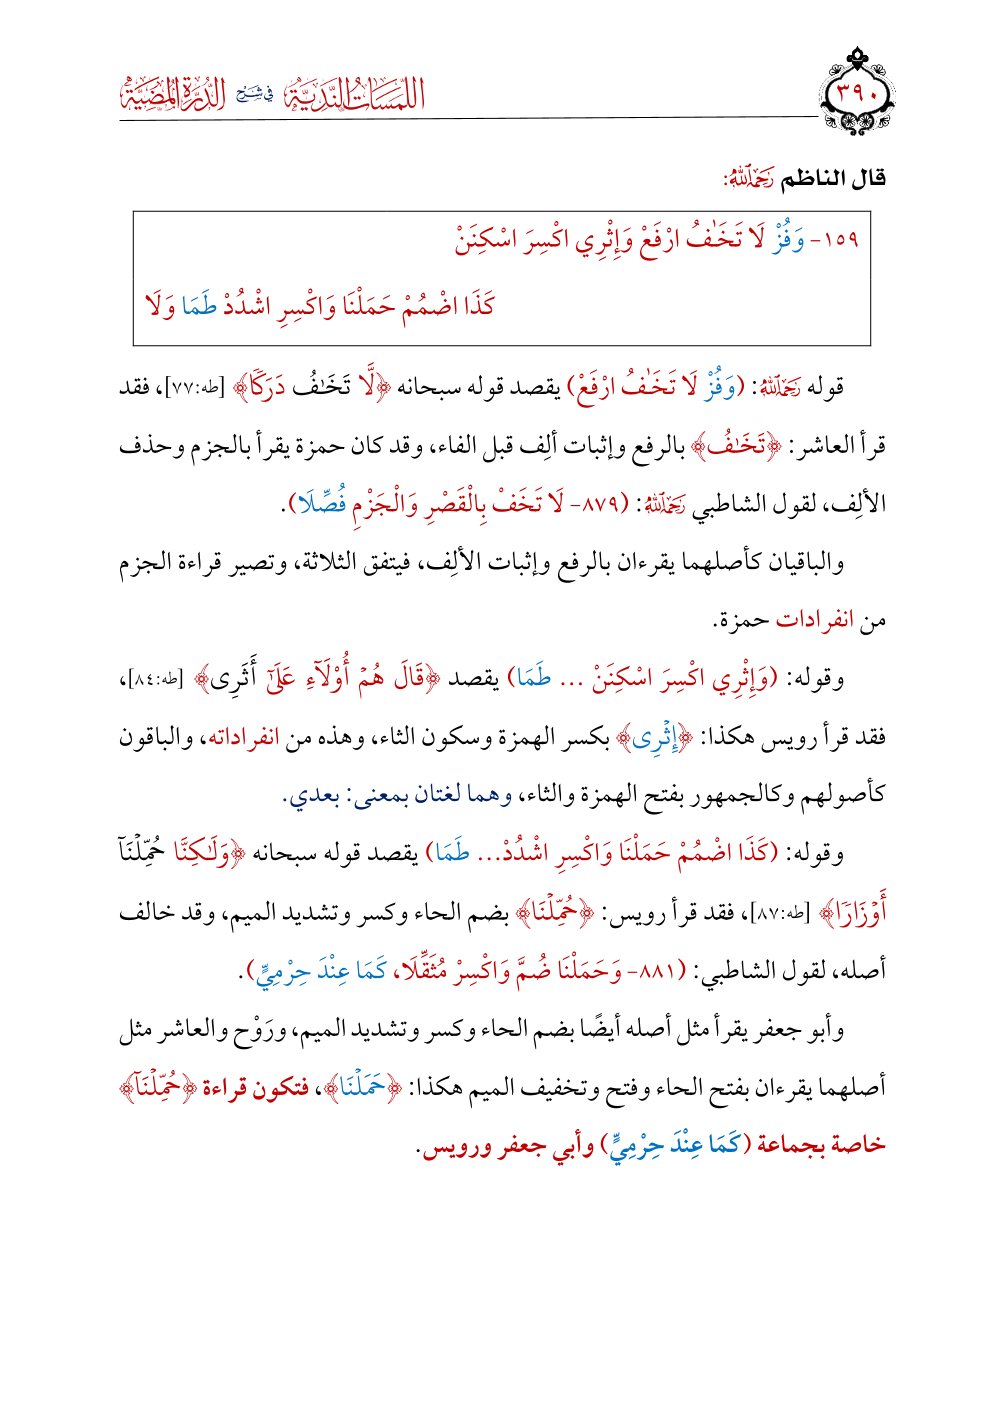 اللمسات الندية في شرح الدرة المضية
٣٩٠
قال الناظم رَحِمَهُ ٱللَّهُ:
١٥٩- وَفُزْ لَا تَخَٰفُ ارْفَعْ وَإِثْرِي اكْسِرَ اسْكِنَنْ
كَذَا اضْمُمْ حَمَلْنَا وَاكْسِرِ اشْدُدْ طَمَا وَلَا
قوله رَحِمَهُ ٱللَّهُ: (وَفُزْ لَا تَخَٰفُ ارْفَعْ) يقصد قوله سبحانه ﴿لَّا تَخَٰفُ دَرَكٗا﴾ [طه:٧٧]، فقد
قرأ العاشر: ﴿تَخَٰفُ﴾ بالرفع وإثبات ألِف قبل الفاء، وقد كان حمزة يقرأ بالجزم وحذف
الألِف، لقول الشاطبي رَحِمَهُ ٱللَّهُ: (٨٧٩- لَا تَخَفْ بِالْقَصْرِ وَالْجَزْمِ فُصِّلَا).
والباقيان كأصلهما يقرءان بالرفع وإثبات الألِف، فيتفق الثلاثة، وتصير قراءة الجزم
من انفرادات حمزة.
وقوله: (وَإِثْرِي اكْسِرَ اسْكِنَنْ ... طَمَا) يقصد ﴿قَالَ هُمۡ أُوْلَآءِ عَلَىٰٓ أَثَرِى﴾ [طه:٨٤]،
فقد قرأ رويس هكذا: ﴿إِثۡرِى﴾ بكسر الهمزة وسكون الثاء، وهذه من انفراداته، والباقون
كأصولهم وكالجمهور بفتح الهمزة والثاء، وهما لغتان بمعنى: بعدي.
وقوله: (كَذَا اضْمُمْ حَمَلْنَا وَاكْسِرِ اشْدُدْ... طَمَا) يقصد قوله سبحانه ﴿وَلَٰكِنَّا حُمِّلۡنَآ
أَوۡزَارٗا﴾ [طه:٨٧]، فقد قرأ رويس: ﴿حُمِّلۡنَا﴾ بضم الحاء وكسر وتشديد الميم، وقد خالف
أصله، لقول الشاطبي: (٨٨١- وَحَمَلْنَا ضُمَّ وَاكْسِرْ مُثَقِّلَا، كَمَا عِنْدَ حِرْمِيٍّ).
وأبو جعفر يقرأ مثل أصله أيضًا بضم الحاء وكسر وتشديد الميم، ورَوْح والعاشر مثل
أصلهما يقرءان بفتح الحاء وفتح وتخفيف الميم هكذا: ﴿حَمَلۡنَا﴾، فتكون قراءة ﴿حُمِّلۡنَآ﴾
خاصة بجماعة (كَمَا عِنْدَ حِرْمِيٍّ) وأبي جعفر ورويس.